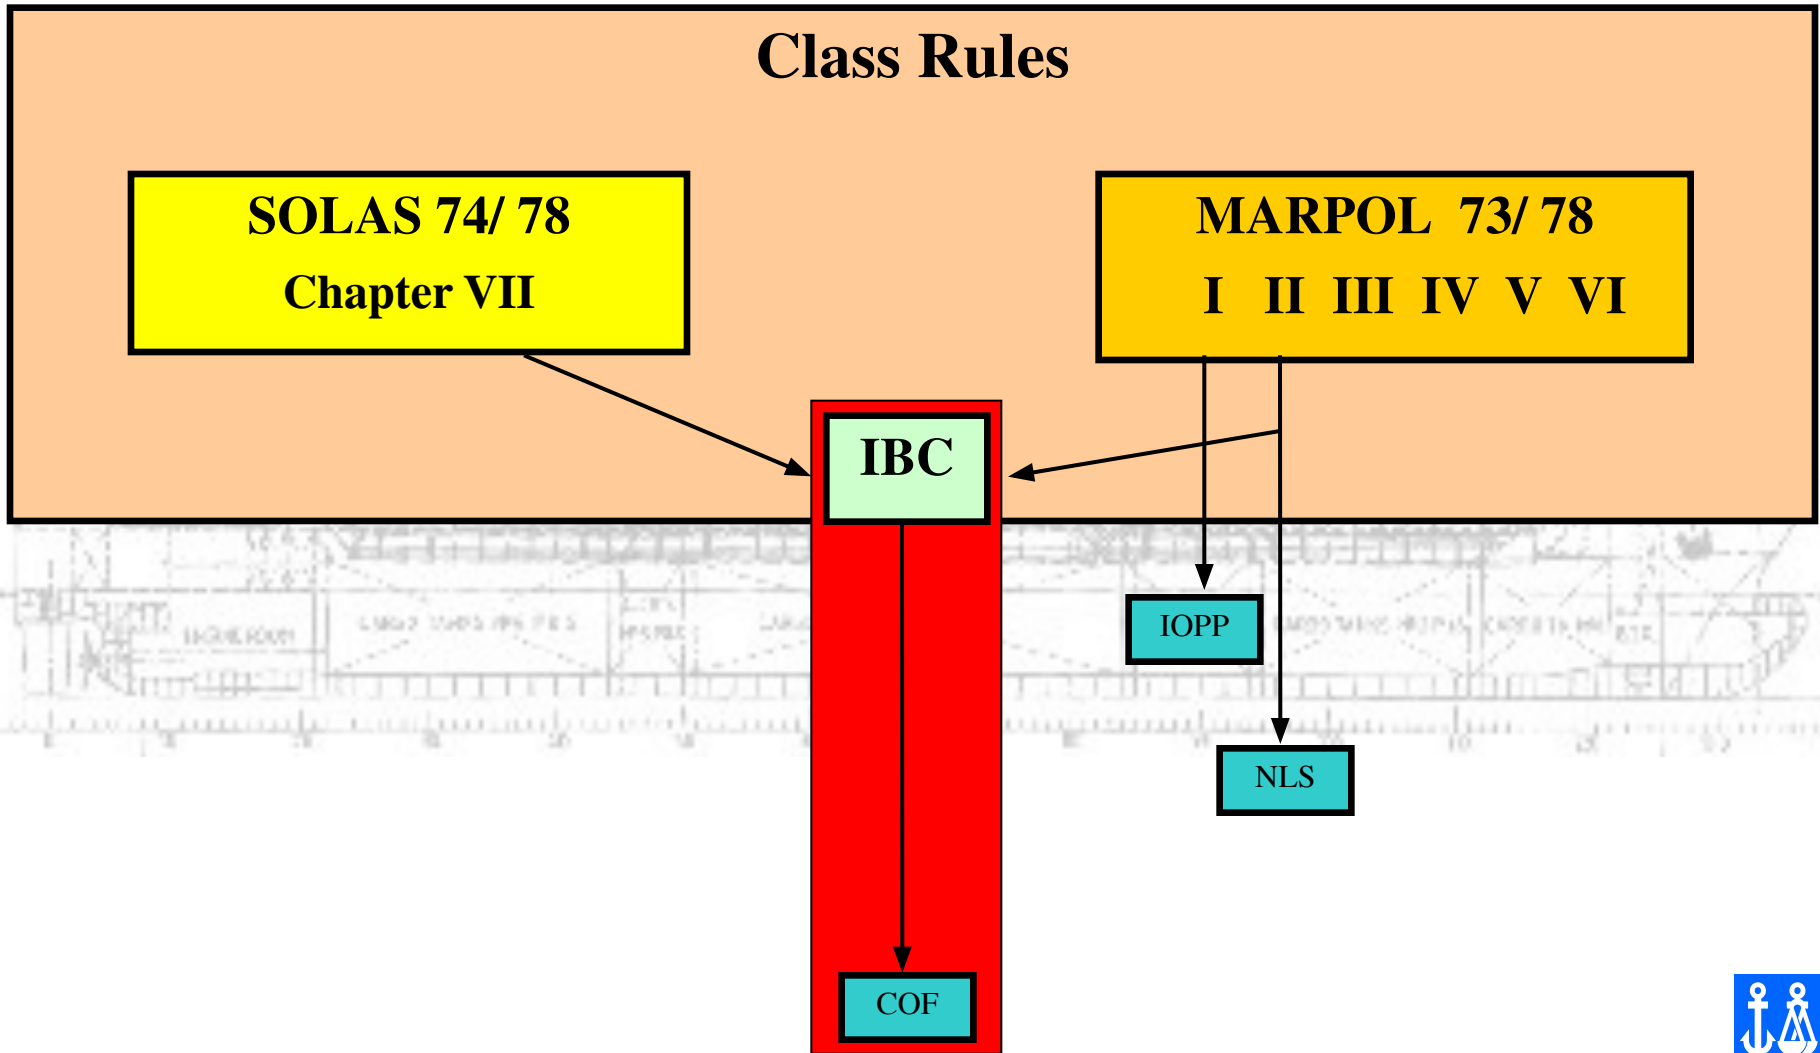 Class Rules
SOLAS 74/ 78
Chapter VII
MARPOL 73/ 78
I II III IV V VI
IBC
IOPP
NLS
COF